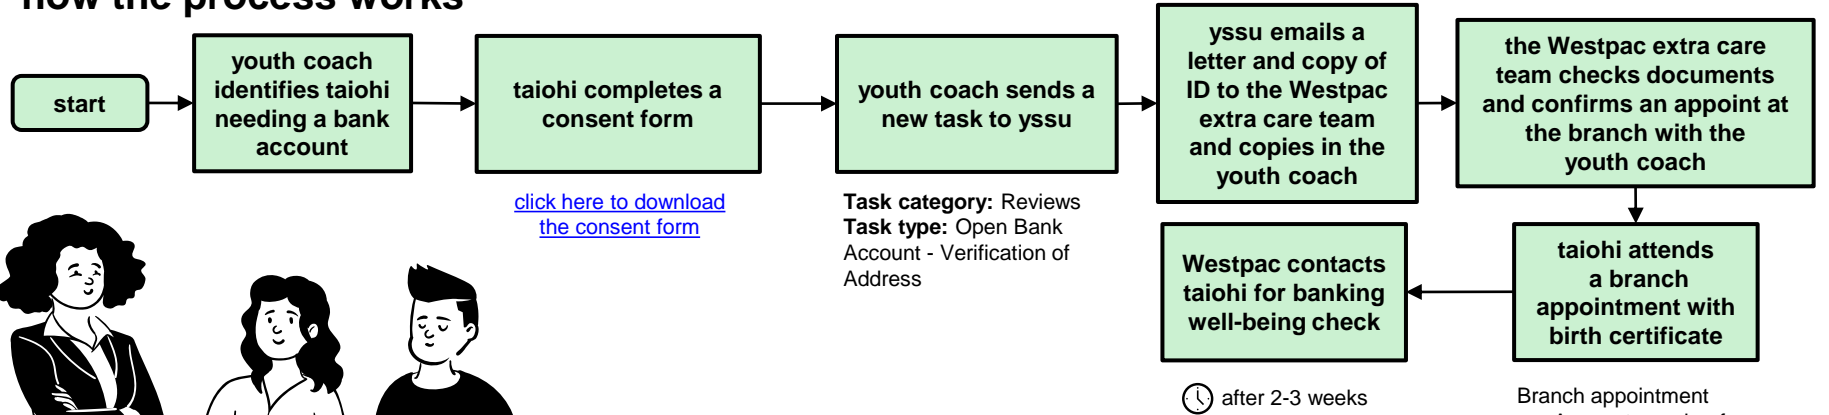 how the process works
start
youth coach
identifies taiohi
needing a bank
account
taiohi completes a
consent form
click here to download
the consent form
youth coach sends a
new task to yssu
Task category: Reviews
Task type: Open Bank
Account - Verification of
Address
yssu emails a
letter and copy of
ID to the Westpac
extra care team
and copies in the
youth coach
the Westpac extra care
team checks documents
and confirms an appoint at
the branch with the
youth coach
taiohi attends
a branch
appointment with
birth certificate
Branch appointment
Westpac contacts
taiohi for banking
well-being check
after 2-3 weeks